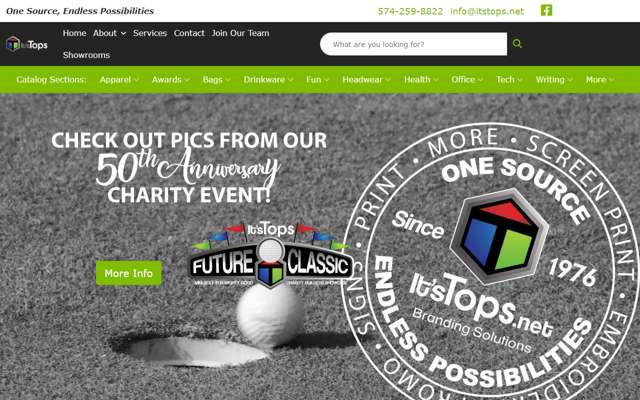 One Source, Endless Possibilities
574-259-8822 info@itstops.net
It'sTops
Home About Services Contact Join Our Team
Showrooms
What are you looking for?
Catalog Sections: Apparel Awards Bags Drinkware Fun Headwear Health Office Tech Writing More
CHECK OUT PICS FROM OUR
50th Anniversary
CHARITY EVENT!
More Info
It'sTops
FUTURE CLASSIC
SIGNS • PRINT • MORE • SCREEN PRINT
EMBROIDERY
PROMO
ONE SOURCE
Since 1976
It'sTops.net
Branding Solutions
ENDLESS POSSIBILITIES